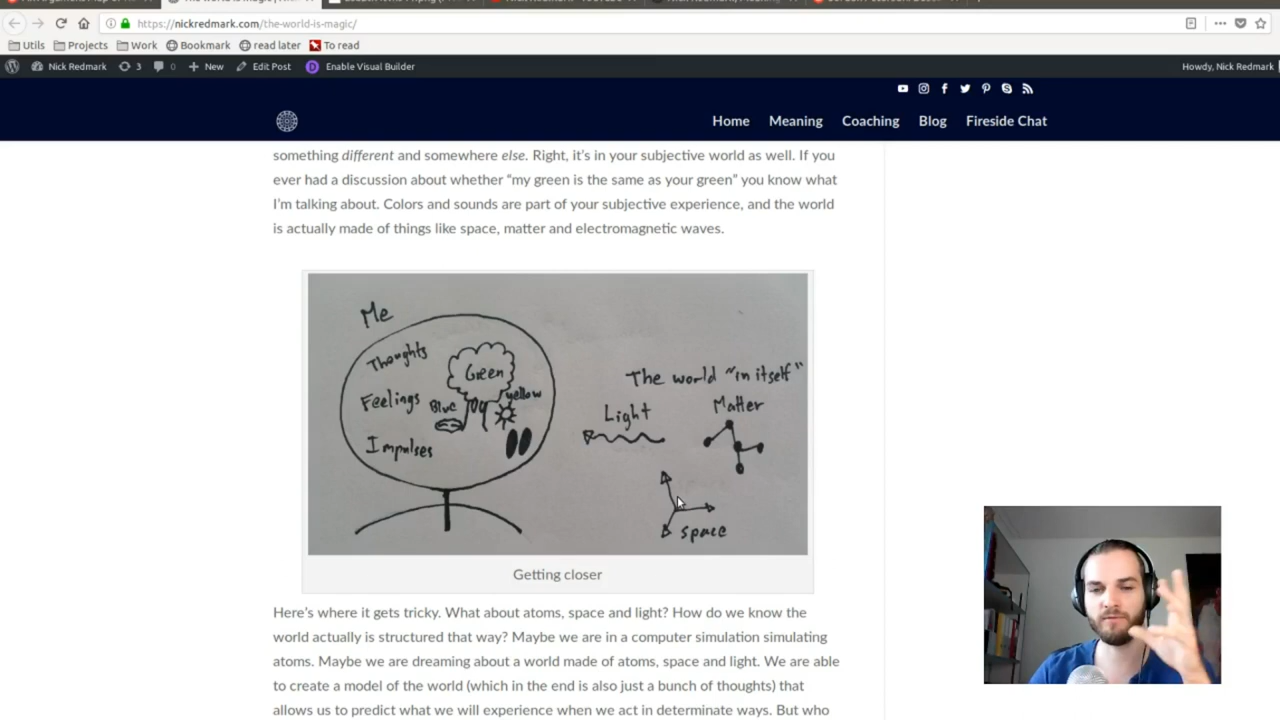 The world is magic
https://nickredmark.com/the-world-is-magic/
Utils Projects Work Bookmark read later To read
Nick Redmark 3 0 New Edit Post Enable Visual Builder Howdy, Nick Redmark
Home Meaning Coaching Blog Fireside Chat
something different and somewhere else. Right, it’s in your subjective world as well. If you
ever had a discussion about whether “my green is the same as your green” you know what
I’m talking about. Colors and sounds are part of your subjective experience, and the world
is actually made of things like space, matter and electromagnetic waves.
Me
Thoughts
Green
Feelings Blue yellow
Impulses
The world "in itself"
Light Matter
space
Getting closer
Here’s where it gets tricky. What about atoms, space and light? How do we know the
world actually is structured that way? Maybe we are in a computer simulation simulating
atoms. Maybe we are dreaming about a world made of atoms, space and light. We are able
to create a model of the world (which in the end is also just a bunch of thoughts) that
allows us to predict what we will experience when we act in determinate ways. But who